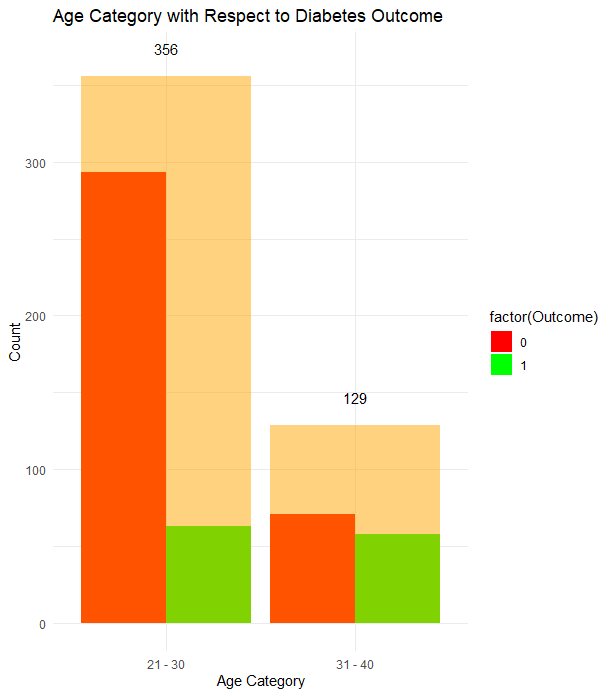 Age Category with Respect to Diabetes Outcome
356
300
200
129
100
0
Count
21 - 30
31 - 40
Age Category
factor(Outcome)
0
1